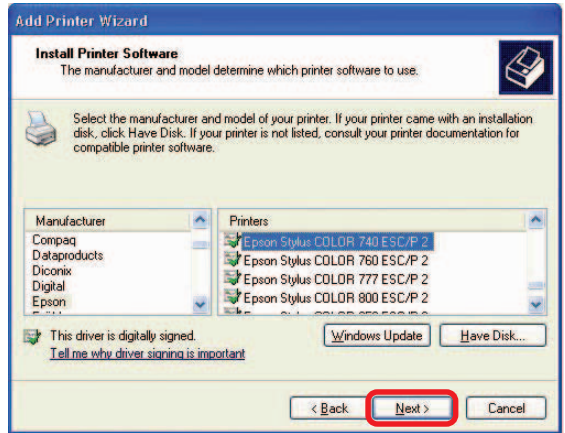 Add Printer Wizard
Install Printer Software
The manufacturer and model determine which printer software to use.
Select the manufacturer and model of your printer. If your printer came with an installation
disk, click Have Disk. If your printer is not listed, consult your printer documentation for
compatible printer software.
Manufacturer
Compaq
Dataproducts
Diconix
Digital
Epson
Printers
Epson Stylus COLOR 740 ESC/P 2
Epson Stylus COLOR 760 ESC/P 2
Epson Stylus COLOR 777 ESC/P 2
Epson Stylus COLOR 800 ESC/P 2
This driver is digitally signed.
Tell me why driver signing is important
Windows Update
Have Disk...
< Back
Next >
Cancel